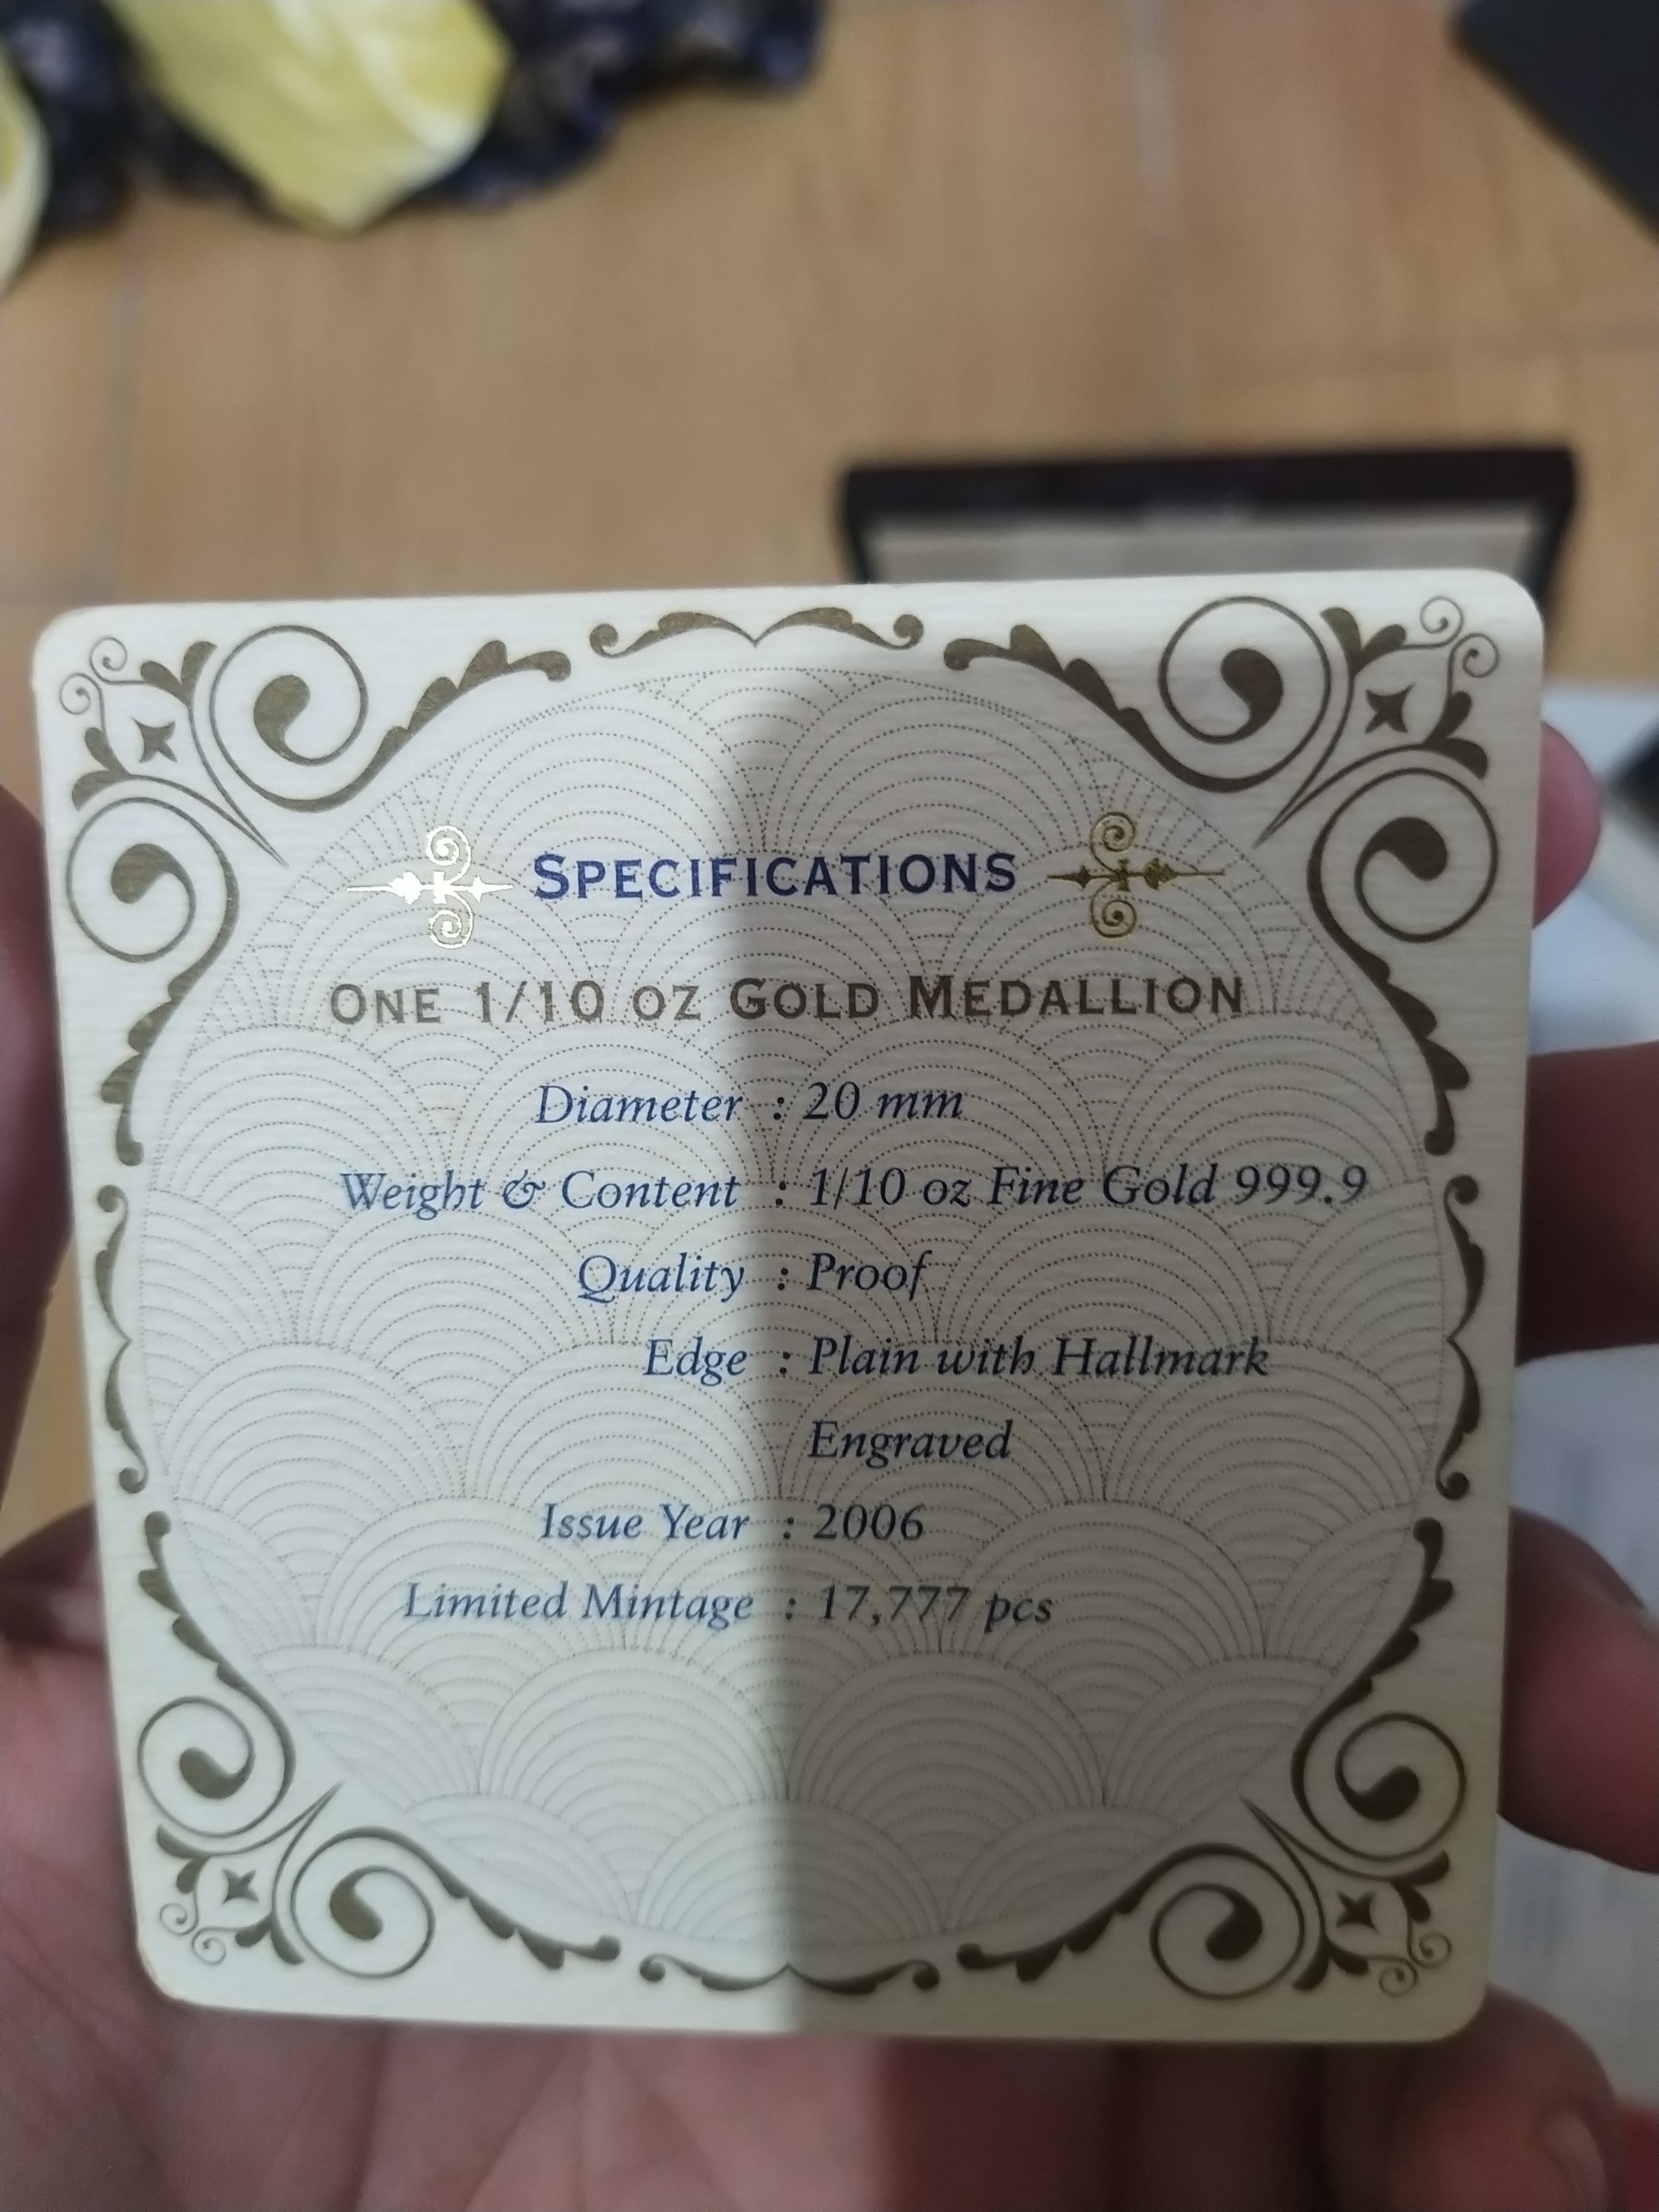 SPECIFICATIONS
ONE 1/10 OZ GOLD MEDALLION
Diameter : 20 mm
Weight & Content : 1/10 oz Fine Gold 999.9
Quality : Proof
Edge : Plain with Hallmark
Engraved
Issue Year : 2006
Limited Mintage : 17,777 pcs